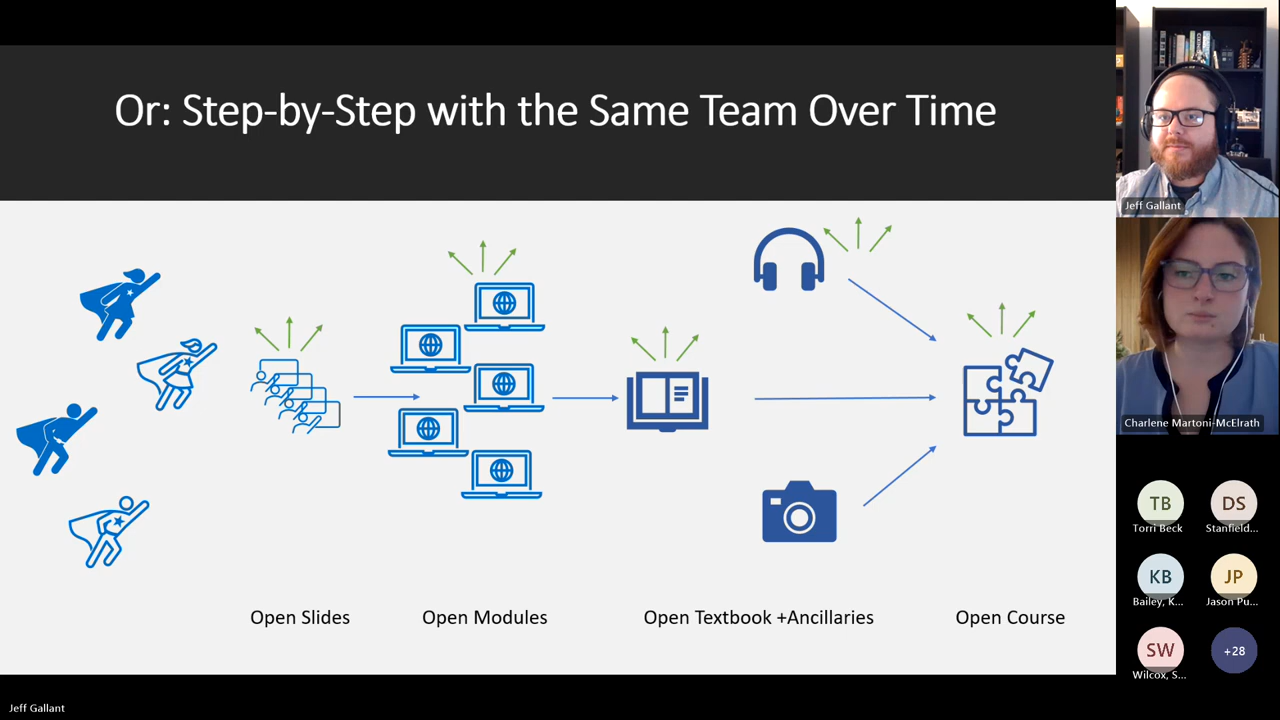 Or: Step-by-Step with the Same Team Over Time
Open Slides
Open Modules
Open Textbook +Ancillaries
Open Course
Jeff Gallant
Charlene Martoni-McElrath
TB
Torri Beck
DS
Stanfield...
KB
Bailey, K...
JP
Jason Pu...
SW
Wilcox, S...
+28
Jeff Gallant